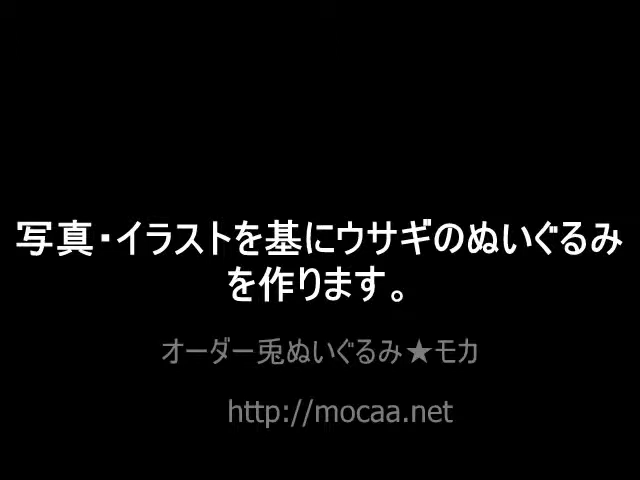 写真・イラストを基にウサギのぬいぐるみ
を作ります。
オーダー兎ぬいぐるみ★モカ
http://mocaa.net